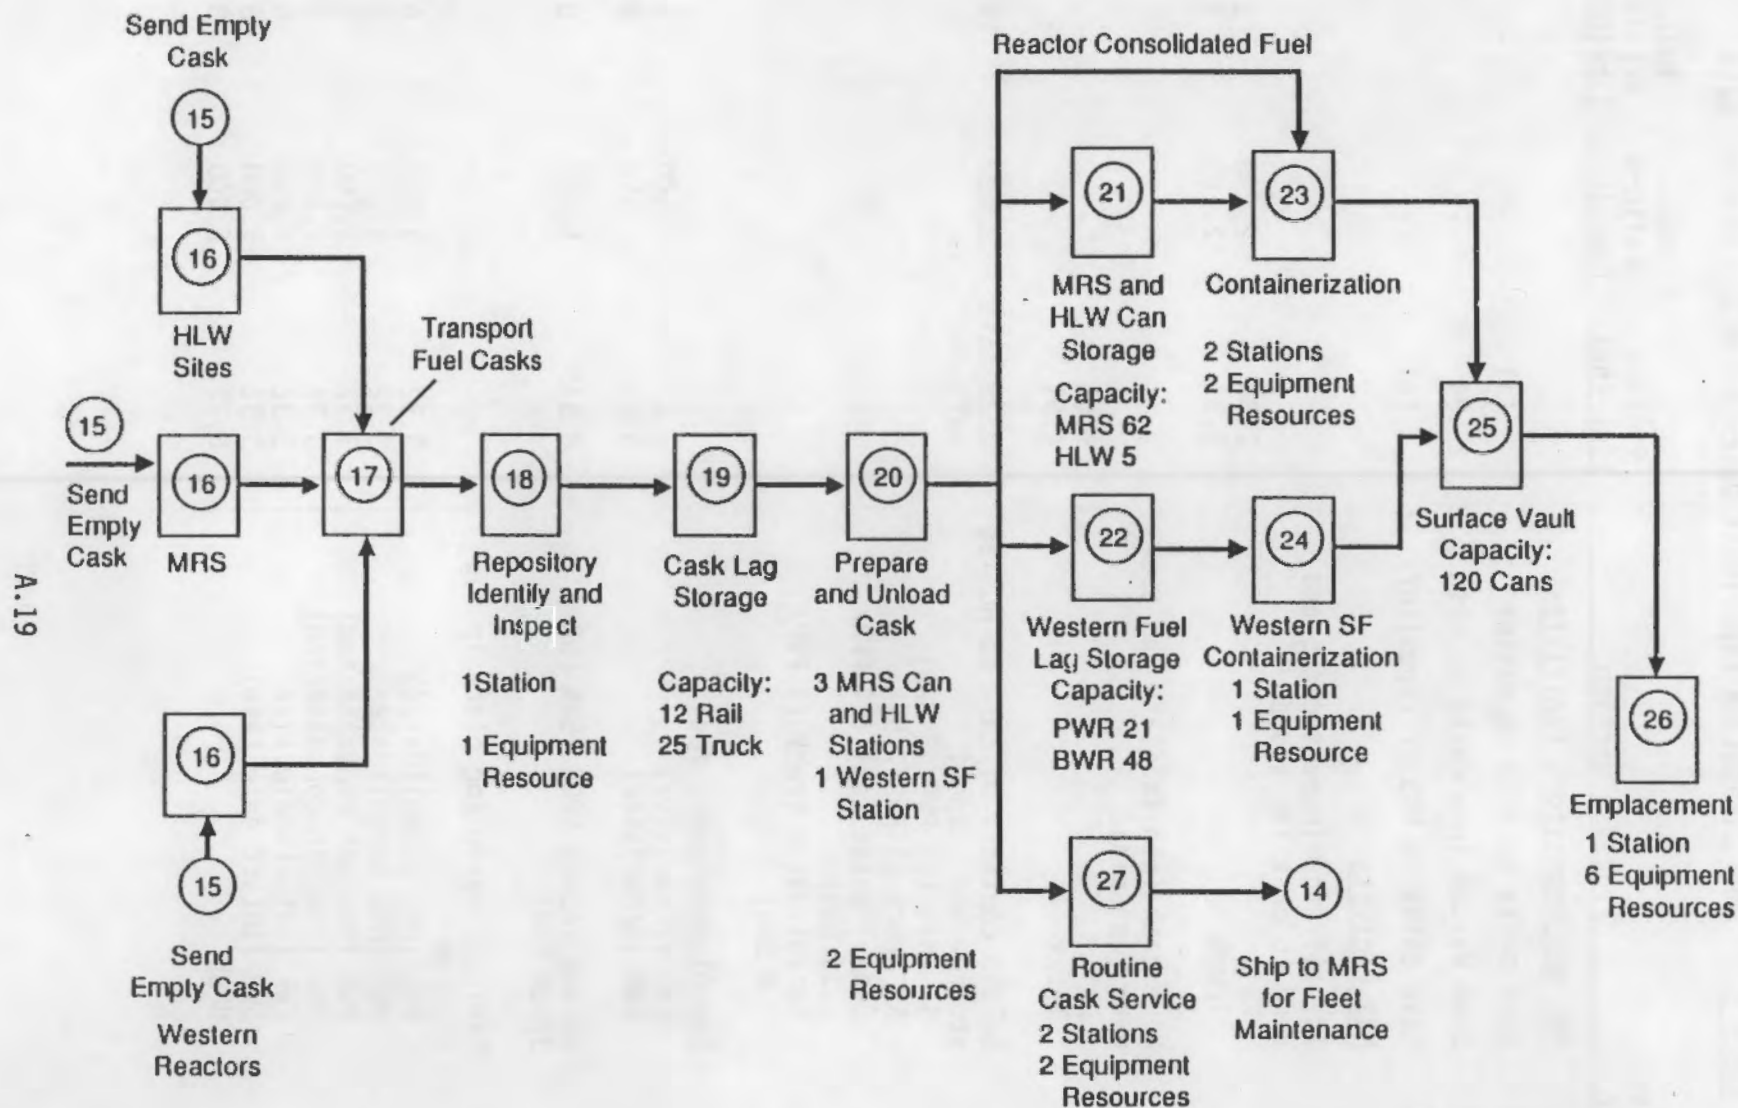 Send Empty
Cask
15
16
HLW
Sites
15
Send
Empty
Cask
16
MRS
16
15
Send
Empty Cask
Western
Reactors
Transport
Fuel Casks
17
18
Repository
Identify and
Inspect
1 Station
1 Equipment
Resource
19
Cask Lag
Storage
Capacity:
12 Rail
25 Truck
20
Prepare
and Unload
Cask
3 MRS Can
and HLW
Stations
1 Western SF
Station
2 Equipment
Resources
Reactor Consolidated Fuel
21
MRS and
HLW Can
Storage
Capacity:
MRS 62
HLW 5
23
Containerization
2 Stations
2 Equipment
Resources
22
Western Fuel
Lag Storage
Capacity:
PWR 21
BWR 48
24
Western SF
Containerization
1 Station
1 Equipment
Resource
25
Surface Vault
Capacity:
120 Cans
26
Emplacement
1 Station
6 Equipment
Resources
27
Routine
Cask Service
2 Stations
2 Equipment
Resources
14
Ship to MRS
for Fleet
Maintenance
A.19